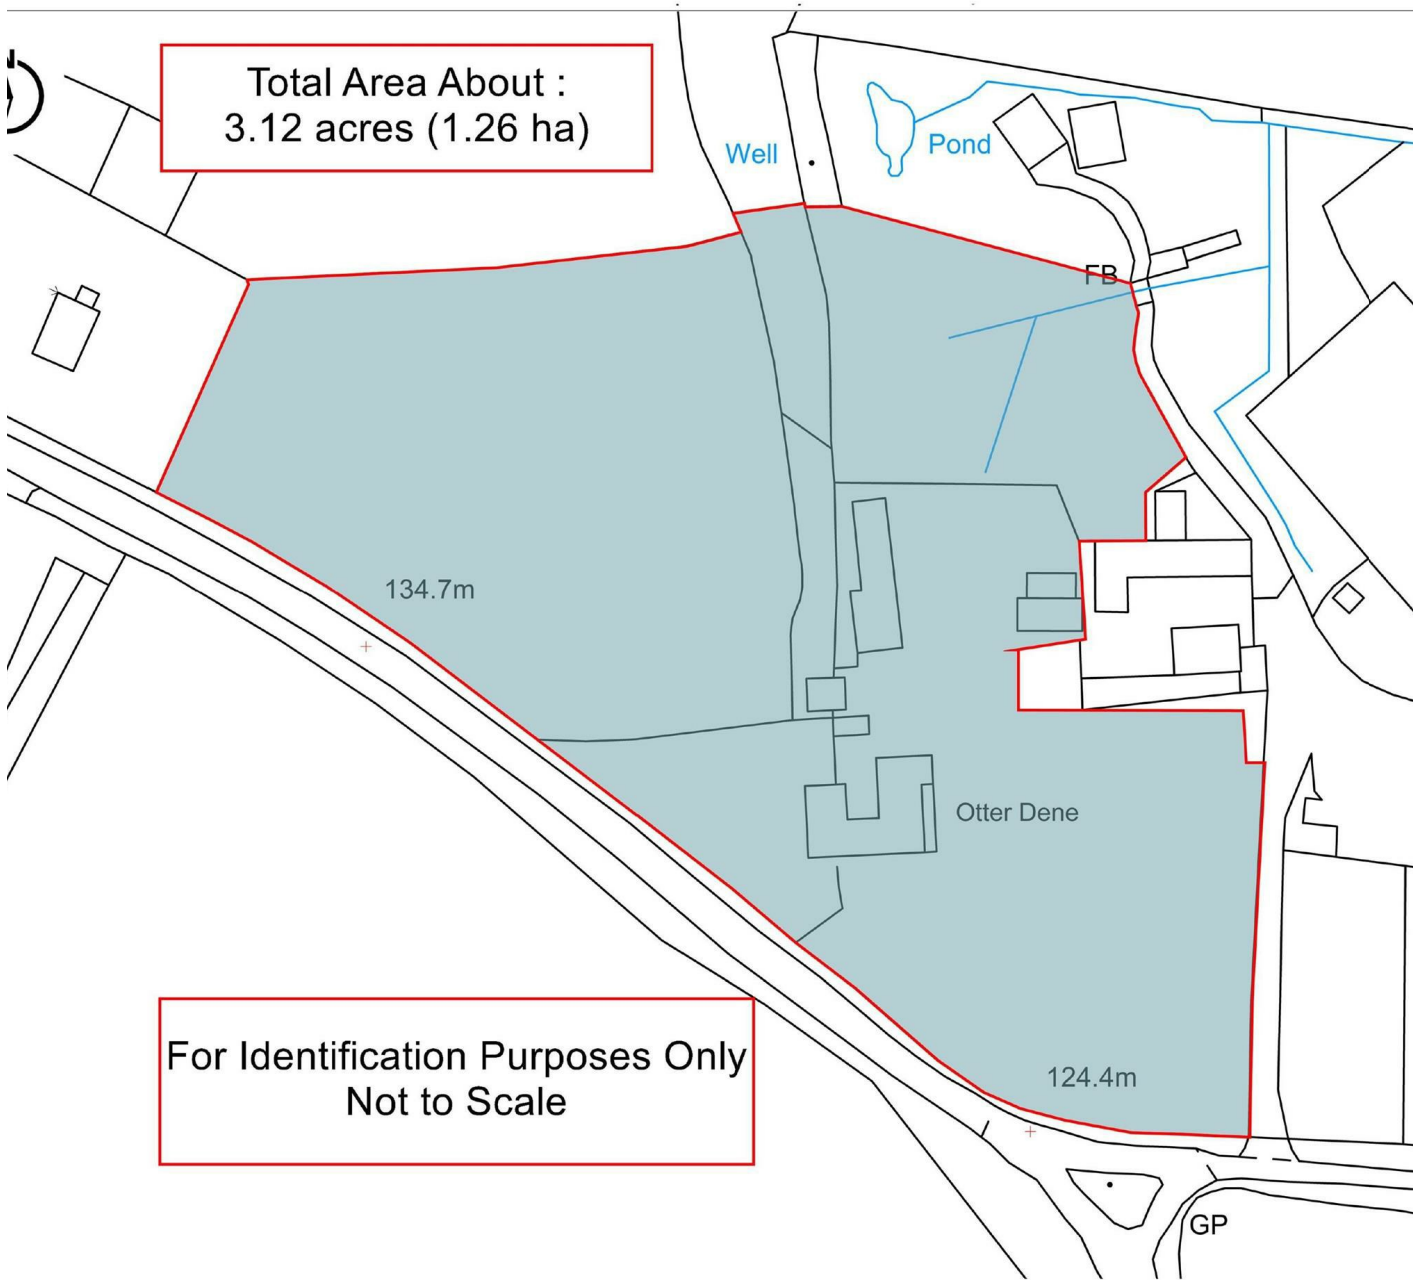 N
Total Area About :
3.12 acres (1.26 ha)
Well
Pond
FB
134.7m
Otter Dene
For Identification Purposes Only
Not to Scale
124.4m
GP